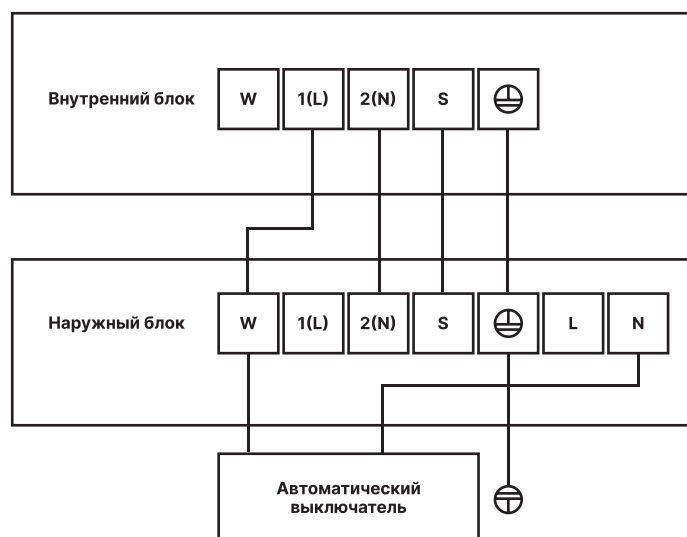 Внутренний блок
W 1(L) 2(N) S
Наружный блок
W 1(L) 2(N) S L N
Автоматический
выключатель